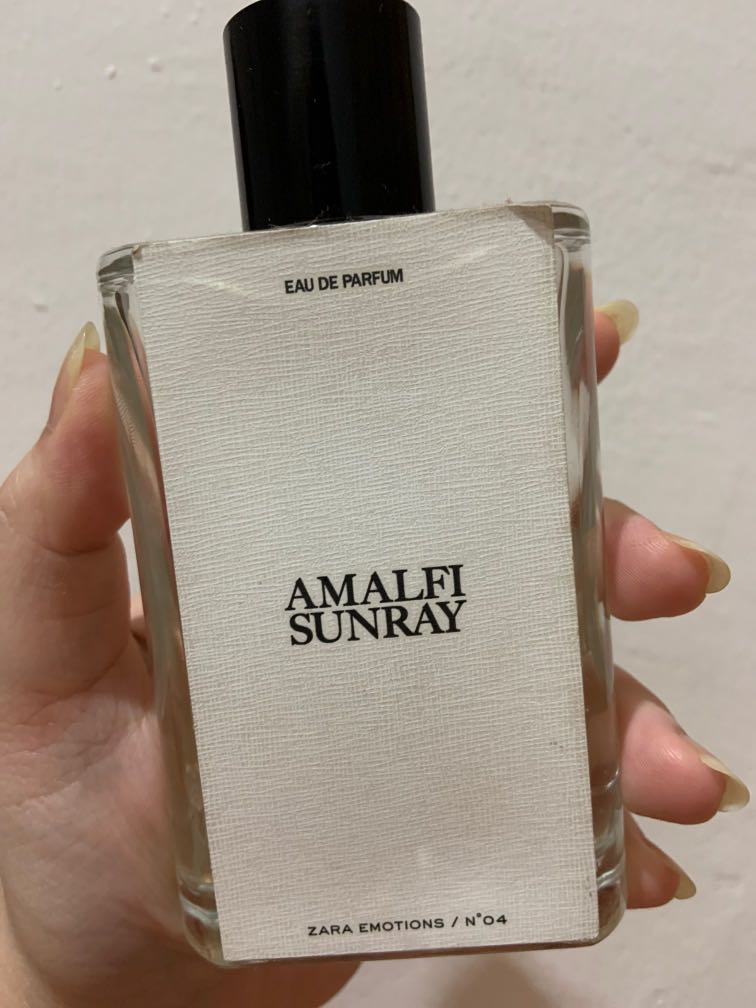 EAU DE PARFUM
AMALFI
SUNRAY
ZARA EMOTIONS / N°04